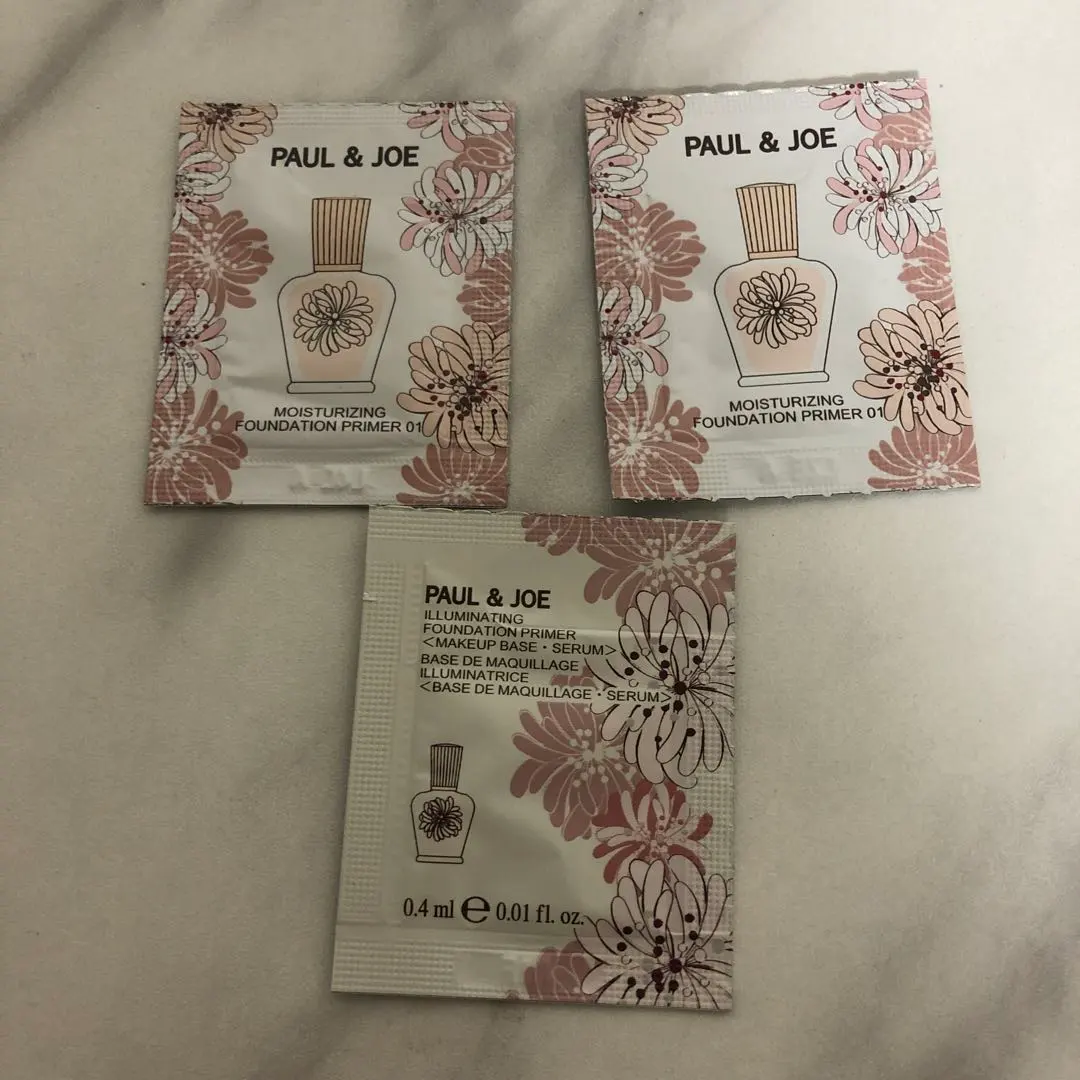 PAUL & JOE
MOISTURIZING
FOUNDATION PRIMER 01
PAUL & JOE
MOISTURIZING
FOUNDATION PRIMER 01
PAUL & JOE
ILLUMINATING
FOUNDATION PRIMER
<MAKEUP BASE・SERUM>
BASE DE MAQUILLAGE
ILLUMINATRICE
<BASE DE MAQUILLAGE・SERUM>
0.4 ml ℮ 0.01 fl. oz.